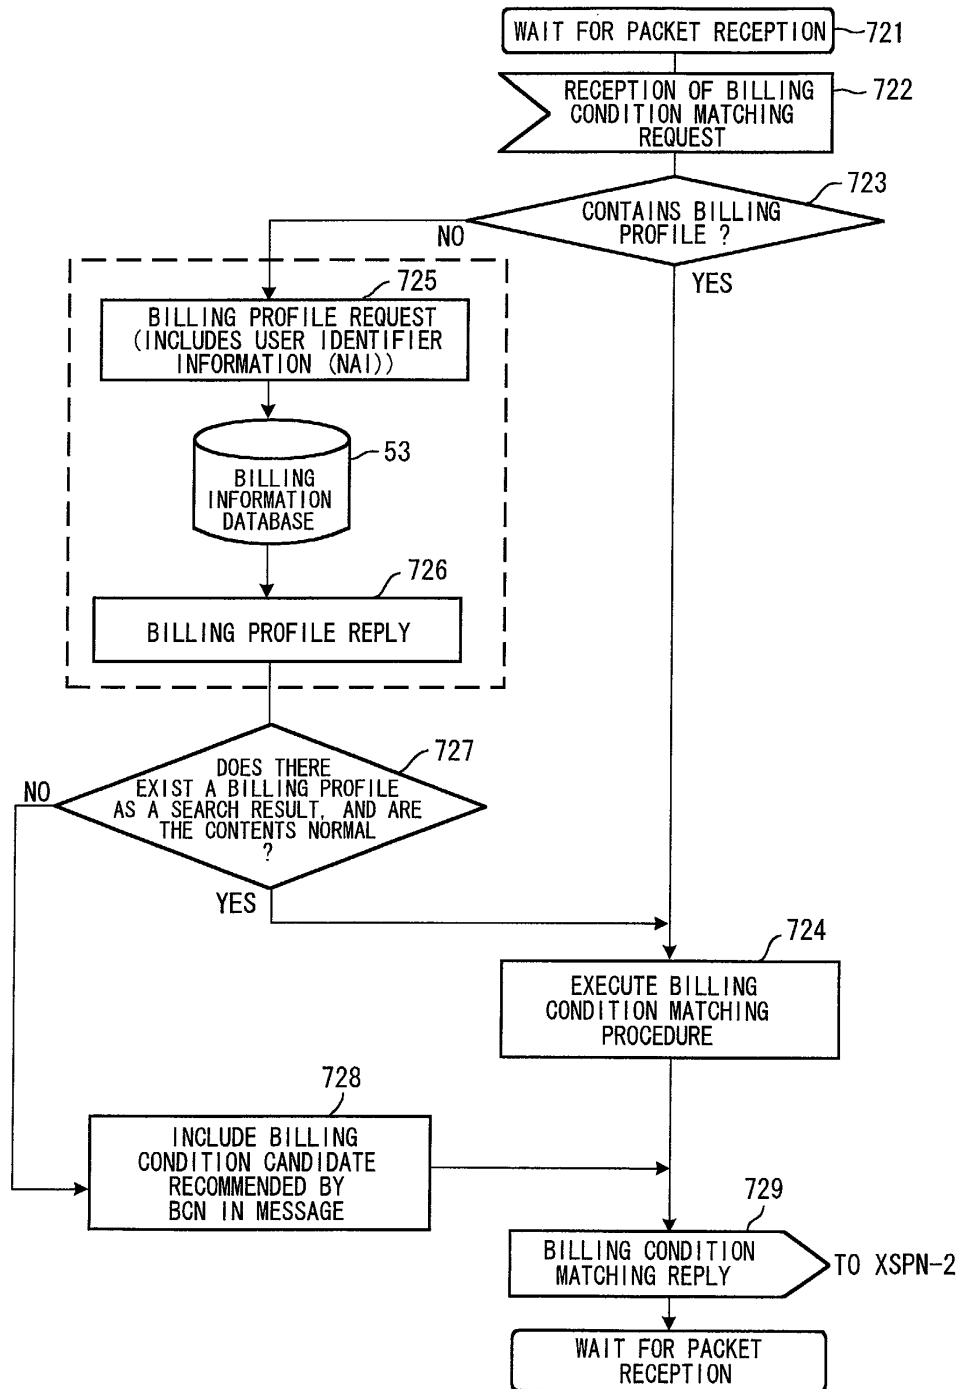 WAIT FOR PACKET RECEPTION
721
RECEPTION OF BILLING
CONDITION MATCHING
REQUEST
722
723
CONTAINS BILLING
PROFILE ?
NO
YES
725
BILLING PROFILE REQUEST
(INCLUDES USER IDENTIFIER
INFORMATION (NAI))
53
BILLING
INFORMATION
DATABASE
726
BILLING PROFILE REPLY
727
DOES THERE
EXIST A BILLING PROFILE
AS A SEARCH RESULT, AND ARE
THE CONTENTS NORMAL
?
NO
YES
724
EXECUTE BILLING
CONDITION MATCHING
PROCEDURE
728
INCLUDE BILLING
CONDITION CANDIDATE
RECOMMENDED BY
BCN IN MESSAGE
729
BILLING CONDITION
MATCHING REPLY
TO XSPN-2
WAIT FOR PACKET
RECEPTION